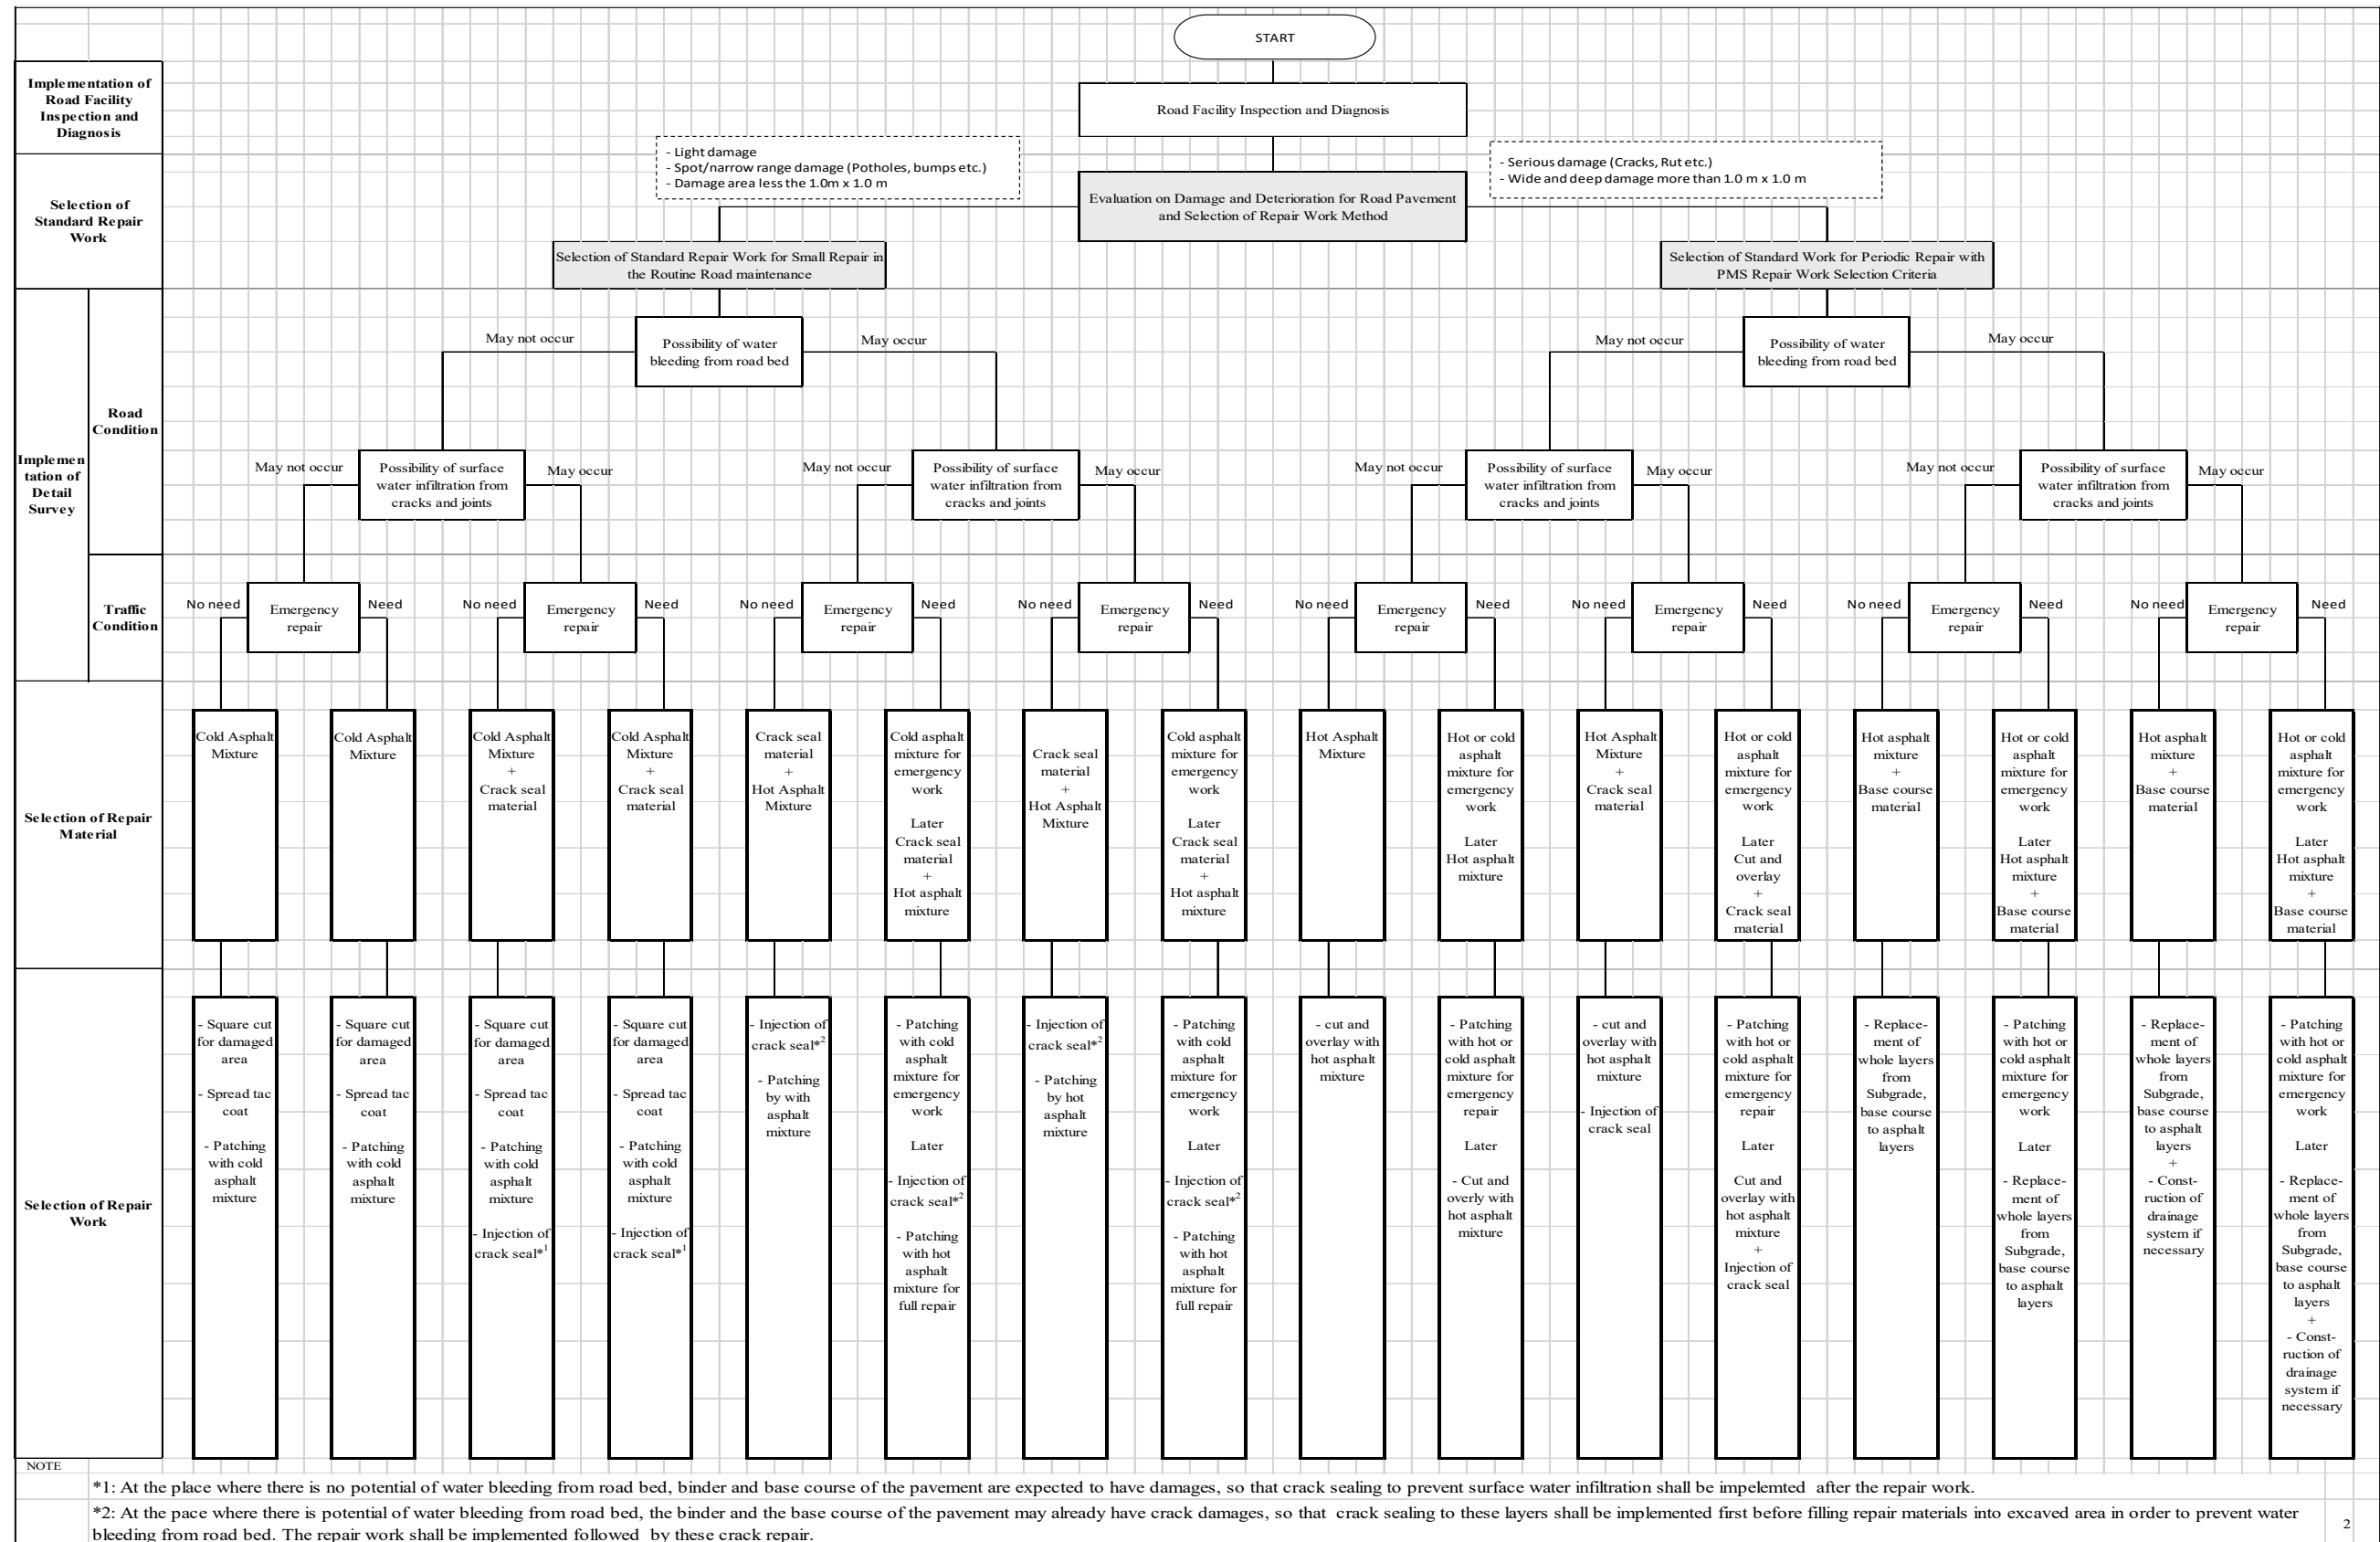 START
Implementation of
Road Facility
Inspection and
Diagnosis
Road Facility Inspection and Diagnosis
- Light damage
- Spot/narrow range damage (Potholes, bumps etc.)
- Damage area less the 1.0m x 1.0 m
- Serious damage (Cracks, Rut etc.)
- Wide and deep damage more than 1.0 m x 1.0 m
Selection of
Standard Repair
Work
Evaluation on Damage and Deterioration for Road Pavement
and Selection of Repair Work Method
Selection of Standard Repair Work for Small Repair in
the Routine Road maintenance
Selection of Standard Work for Periodic Repair with
PMS Repair Work Selection Criteria
Implemen
tation of
Detail
Survey
Road
Condition
May not occur
Possibility of water
bleeding from road bed
May occur
May not occur
Possibility of water
bleeding from road bed
May occur
May not occur
Possibility of surface
water infiltration from
cracks and joints
May occur
May not occur
Possibility of surface
water infiltration from
cracks and joints
May occur
May not occur
Possibility of surface
water infiltration from
cracks and joints
May occur
May not occur
Possibility of surface
water infiltration from
cracks and joints
May occur
Traffic
Condition
No need
Emergency
repair
Need
No need
Emergency
repair
Need
No need
Emergency
repair
Need
No need
Emergency
repair
Need
No need
Emergency
repair
Need
No need
Emergency
repair
Need
No need
Emergency
repair
Need
No need
Emergency
repair
Need
Selection of Repair
Material
Cold Asphalt
Mixture
Cold Asphalt
Mixture
Cold Asphalt
Mixture
+
Crack seal
material
Cold Asphalt
Mixture
+
Crack seal
material
Crack seal
material
+
Hot Asphalt
Mixture
Cold asphalt
mixture for
emergency
work
Later
Crack seal
material
+
Hot asphalt
mixture
Crack seal
material
+
Hot Asphalt
Mixture
Cold asphalt
mixture for
emergency
work
Later
Crack seal
material
+
Hot asphalt
mixture
Hot Asphalt
Mixture
Hot or cold
asphalt
mixture for
emergency
work
Later
Hot asphalt
mixture
Hot Asphalt
Mixture
+
Crack seal
material
Hot or cold
asphalt
mixture for
emergency
work
Later
Cut and
overlay
+
Crack seal
material
Hot asphalt
mixture
+
Base course
material
Hot or cold
asphalt
mixture for
emergency
work
Later
Hot asphalt
mixture
+
Base course
material
Hot asphalt
mixture
+
Base course
material
Hot or cold
asphalt
mixture for
emergency
work
Later
Hot asphalt
mixture
+
Base course
material
Selection of Repair
Work
- Square cut
for damaged
area
- Spread tac
coat
- Patching
with cold
asphalt
mixture
- Square cut
for damaged
area
- Spread tac
coat
- Patching
with cold
asphalt
mixture
- Square cut
for damaged
area
- Spread tac
coat
- Patching
with cold
asphalt
mixture
- Injection of
crack seal*1
- Square cut
for damaged
area
- Spread tac
coat
- Patching
with cold
asphalt
mixture
- Injection of
crack seal*1
- Injection of
crack seal*2
- Patching
by with
asphalt
mixture
- Patching
with cold
asphalt
mixture for
emergency
work
Later
- Injection of
crack seal*2
- Patching
with hot
asphalt
mixture for
full repair
- Injection of
crack seal*2
- Patching
by hot
asphalt
mixture
- Patching
with cold
asphalt
mixture for
emergency
work
Later
- Injection of
crack seal*2
- Patching
with hot
asphalt
mixture for
full repair
- cut and
overlay with
hot asphalt
mixture
- Patching
with hot or
cold asphalt
mixture for
emergency
repair
Later
- Cut and
overly with
hot asphalt
mixture
- cut and
overlay with
hot asphalt
mixture
- Injection of
crack seal
- Patching
with hot or
cold asphalt
mixture for
emergency
repair
Later
Cut and
overlay with
hot asphalt
mixture
+
Injection of
crack seal
- Replace-
ment of
whole layers
from
Subgrade,
base course
to asphalt
layers
- Patching
with hot or
cold asphalt
mixture for
emergency
work
Later
- Replace-
ment of
whole layers
from
Subgrade,
base course
to asphalt
layers
- Replace-
ment of
whole layers
from
Subgrade,
base course
to asphalt
layers
+
- Const-
ruction of
drainage
system if
necessary
- Patching
with hot or
cold asphalt
mixture for
emergency
work
Later
- Replace-
ment of
whole layers
from
Subgrade,
base course
to asphalt
layers
+
- Const-
ruction of
drainage
system if
necessary
NOTE
*1: At the place where there is no potential of water bleeding from road bed, binder and base course of the pavement are expected to have damages, so that crack sealing to prevent surface water infiltration shall be impelemted after the repair work.
*2: At the pace where there is potential of water bleeding from road bed, the binder and the base course of the pavement may already have crack damages, so that crack sealing to these layers shall be implemented first before filling repair materials into excaved area in order to prevent water
bleeding from road bed. The repair work shall be implemented followed by these crack repair.
2